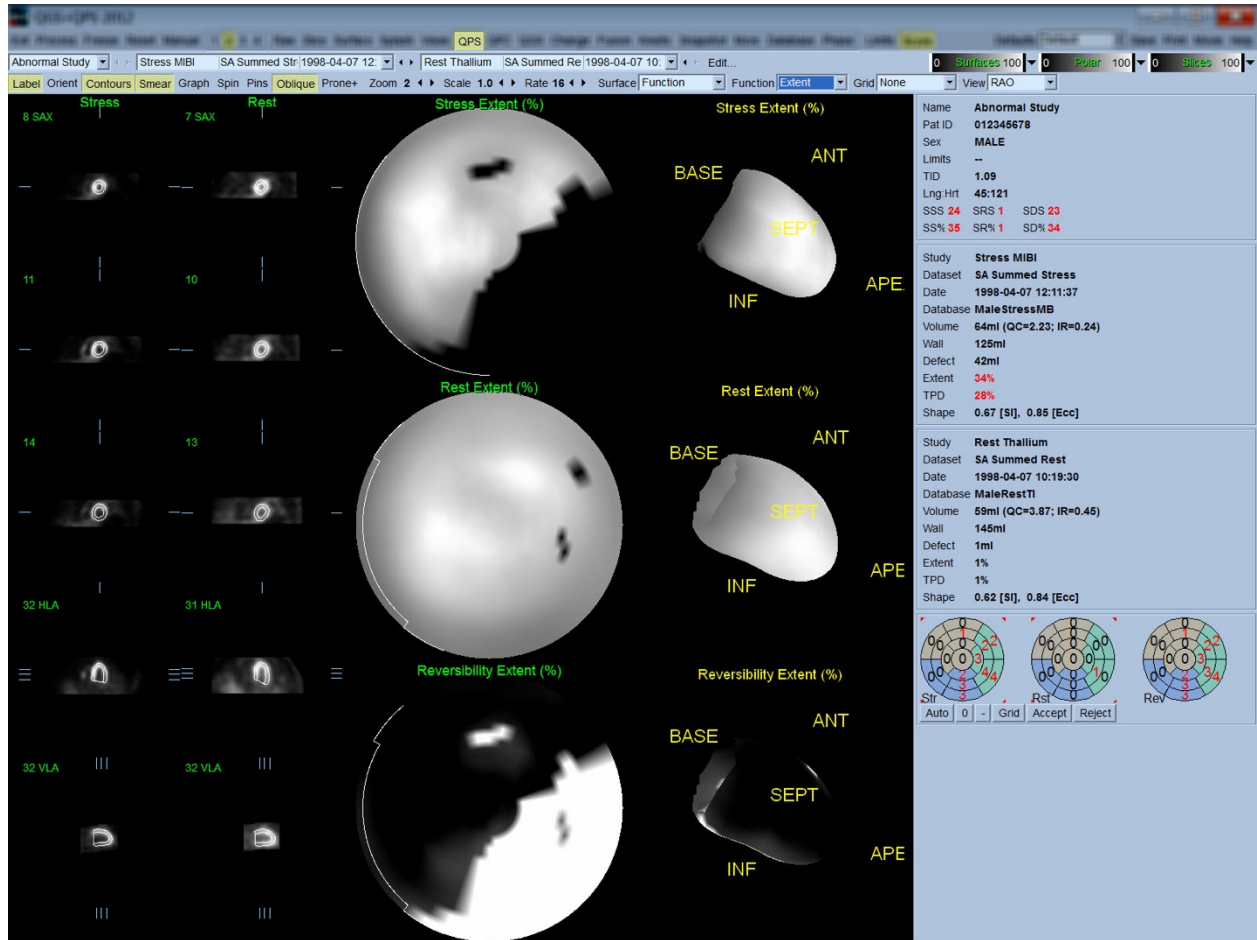 QGS+QPS 2012
QPS
Abnormal Study Stress MIBI SA Summed Str 1998-04-07 12: Rest Thallium SA Summed Re 1998-04-07 10: Edit... 0 Surfaces 100 0 Polar 100 0 Slices 100
Label Orient Contours Smear Graph Spin Pins Oblique Prone+ Zoom 2 Scale 1.0 Rate 16 Surface Function Function Extent Grid None View RAO
Stress Rest Stress Extent (%) Stress Extent (%)
8 SAX 7 SAX
ANT
BASE
SEPT
APE.
INF
11 10
Rest Extent (%) Rest Extent (%)
ANT
BASE
SEPT
APE
INF
14 13
32 HLA 31 HLA
Reversibility Extent (%) Reversibility Extent (%)
ANT
BASE
SEPT
APE
INF
32 VLA 32 VLA
Name Abnormal Study
Pat ID 012345678
Sex MALE
Limits --
TID 1.09
Lng:Hrt 45:121
SSS 24 SRS 1 SDS 23
SS% 35 SR% 1 SD% 34
Study Stress MIBI
Dataset SA Summed Stress
Date 1998-04-07 12:11:37
Database MaleStressMB
Volume 64ml (QC=2.23; IR=0.24)
Wall 125ml
Defect 42ml
Extent 34%
TPD 28%
Shape 0.67 [SI], 0.85 [Ecc]
Study Rest Thallium
Dataset SA Summed Rest
Date 1998-04-07 10:19:30
Database MaleRestTl
Volume 59ml (QC=3.87; IR=0.45)
Wall 145ml
Defect 1ml
Extent 1%
TPD 1%
Shape 0.62 [SI], 0.84 [Ecc]
Str Rst Rev
Auto 0 - Grid Accept Reject